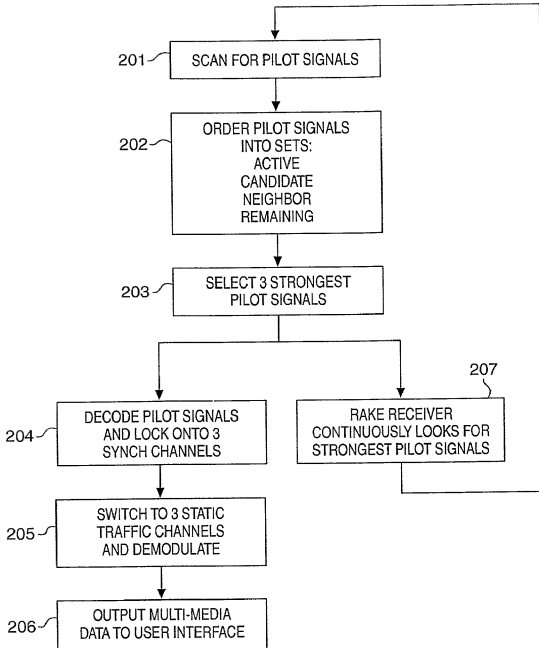 201
SCAN FOR PILOT SIGNALS
202
ORDER PILOT SIGNALS
INTO SETS:
ACTIVE
CANDIDATE
NEIGHBOR
REMAINING
203
SELECT 3 STRONGEST
PILOT SIGNALS
204
DECODE PILOT SIGNALS
AND LOCK ONTO 3
SYNCH CHANNELS
207
RAKE RECEIVER
CONTINUOUSLY LOOKS FOR
STRONGEST PILOT SIGNALS
205
SWITCH TO 3 STATIC
TRAFFIC CHANNELS
AND DEMODULATE
206
OUTPUT MULTI-MEDIA
DATA TO USER INTERFACE